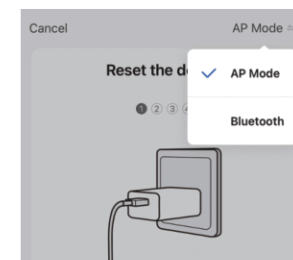 Cancel AP Mode
Reset the d
AP Mode
1 2 3
Bluetooth